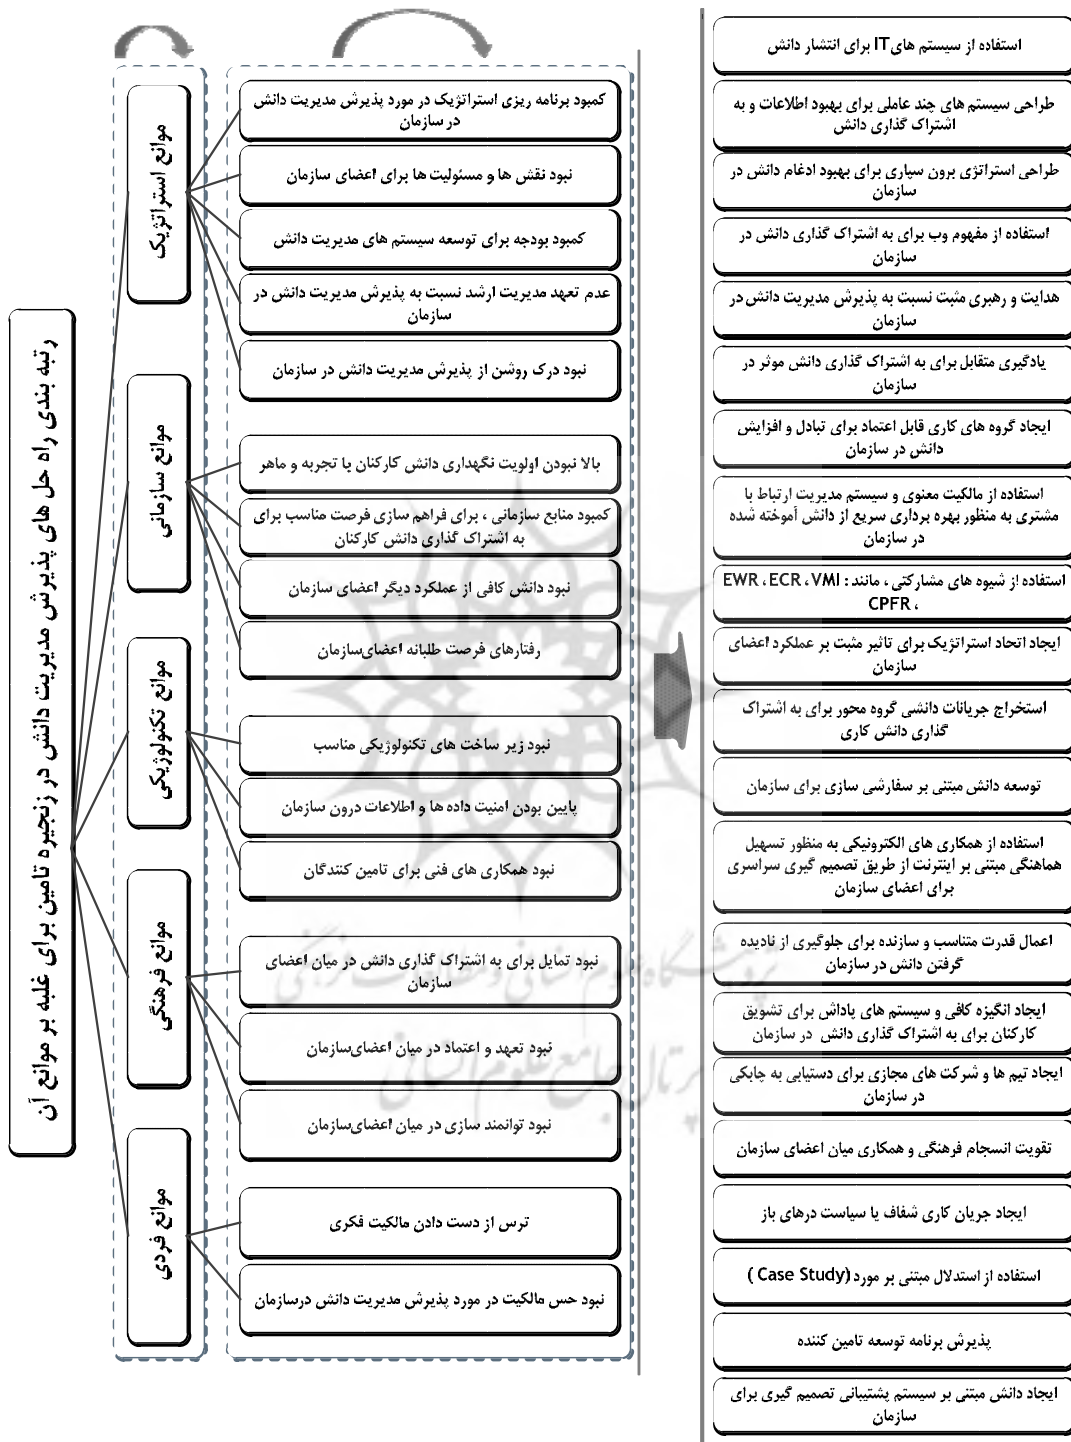 رتبه بندی راه حل های پذیرش مدیریت دانش در زنجیره تامین برای غلبه بر موانع آن
موانع استراتژیک
کمبود برنامه ریزی استراتژیک در مورد پذیرش مدیریت دانش
در سازمان
نبود نقش ها و مسئولیت ها برای اعضای سازمان
کمبود بودجه برای توسعه سیستم های مدیریت دانش
عدم تعهد مدیریت ارشد نسبت به پذیرش مدیریت دانش در
سازمان
نبود درک روشن از پذیرش مدیریت دانش در سازمان
موانع سازمانی
بالا نبودن اولویت نگهداری دانش کارکنان با تجربه و ماهر
کمبود منابع سازمانی ، برای فراهم سازی فرصت مناسب برای
به اشتراک گذاری دانش کارکنان
نبود دانش کافی از عملکرد دیگر اعضای سازمان
رفتارهای فرصت طلبانه اعضای‌سازمان
موانع تکنولوژیکی
نبود زیر ساخت های تکنولوژیکی مناسب
پایین بودن امنیت داده ها و اطلاعات درون سازمان
نبود همکاری های فنی برای تامین کنندگان
موانع فرهنگی
نبود تمایل برای به اشتراک گذاری دانش در میان اعضای
سازمان
نبود تعهد و اعتماد در میان اعضای‌سازمان
نبود توانمند سازی در میان اعضای‌سازمان
موانع فردی
ترس از دست دادن مالکیت فکری
نبود حس مالکیت در مورد پذیرش مدیریت دانش درسازمان
استفاده از سیستم های IT برای انتشار دانش
طراحی سیستم های چند عاملی برای بهبود اطلاعات و به
اشتراک گذاری دانش
طراحی استراتژی برون سپاری برای بهبود ادغام دانش در
سازمان
استفاده از مفهوم وب برای به اشتراک گذاری دانش در
سازمان
هدایت و رهبری مثبت نسبت به پذیرش مدیریت دانش در
سازمان
یادگیری متقابل برای به اشتراک گذاری دانش موثر در
سازمان
ایجاد گروه های کاری قابل اعتماد برای تبادل و افزایش
دانش در سازمان
استفاده از مالکیت معنوی و سیستم مدیریت ارتباط با
مشتری به منظور بهره برداری سریع از دانش آموخته شده
در سازمان
استفاده از شیوه های مشارکتی ، مانند : EWR ، ECR ، VMI
، CPFR
ایجاد اتحاد استراتژیک برای تاثیر مثبت بر عملکرد اعضای
سازمان
استخراج جریانات دانشی گروه محور برای به اشتراک
گذاری دانش کاری
توسعه دانش مبتنی بر سفارشی سازی برای سازمان
استفاده از همکاری های الکترونیکی به منظور تسهیل
هماهنگی مبتنی بر اینترنت از طریق تصمیم گیری سراسری
برای اعضای سازمان
اعمال قدرت متناسب و سازنده برای جلوگیری از نادیده
گرفتن دانش در سازمان
ایجاد انگیزه کافی و سیستم های پاداش برای تشویق
کارکنان برای به اشتراک گذاری دانش در سازمان
ایجاد تیم ها و شرکت های مجازی برای دستیابی به چابکی
در سازمان
تقویت انسجام فرهنگی و همکاری میان اعضای سازمان
ایجاد جریان کاری شفاف یا سیاست درهای باز
استفاده از استدلال مبتنی بر مورد (Case Study )
پذیرش برنامه توسعه تامین کننده
ایجاد دانش مبتنی بر سیستم پشتیبانی تصمیم گیری برای
سازمان
پژوهشگاه علوم انسانی و مطالعات فرهنگی
پرتال جامع علوم انسانی